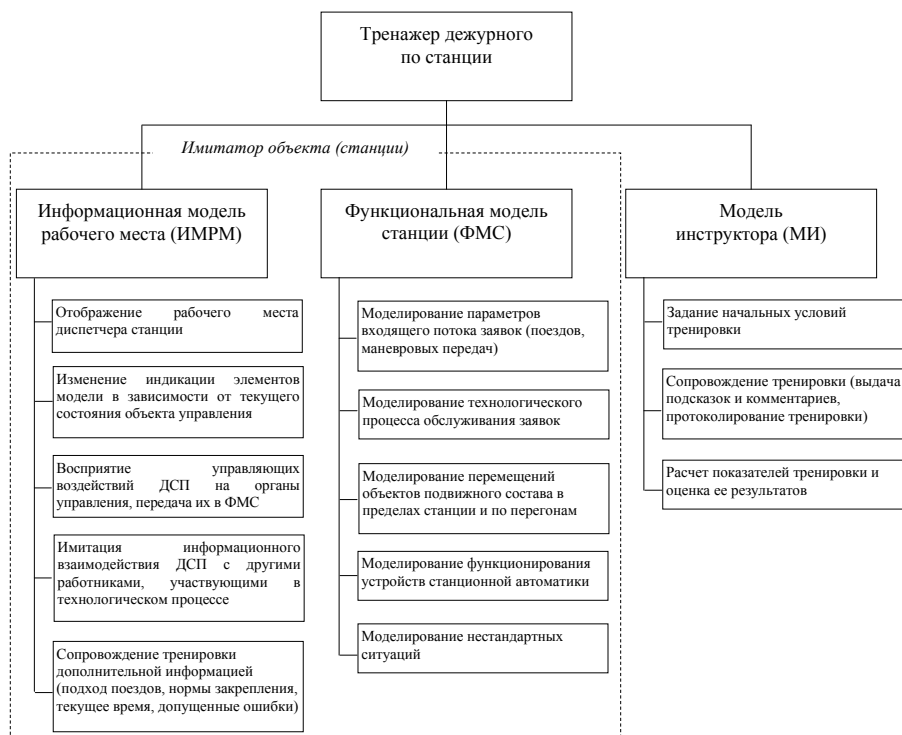 Тренажер дежурного
по станции
Имитатор объекта (станции)
Информационная модель
рабочего места (ИМРМ)
Отображение рабочего места
диспетчера станции
Изменение индикации элементов
модели в зависимости от текущего
состояния объекта управления
Восприятие управляющих
воздействий ДСП на органы
управления, передача их в ФМС
Имитация информационного
взаимодействия ДСП с другими
работниками, участвующими в
технологическом процессе
Сопровождение тренировки
дополнительной информацией
(подход поездов, нормы закрепления,
текущее время, допущенные ошибки)
Функциональная модель
станции (ФМС)
Моделирование параметров
входящего потока заявок (поездов,
маневровых передач)
Моделирование технологического
процесса обслуживания заявок
Моделирование перемещений
объектов подвижного состава в
пределах станции и по перегонам
Моделирование функционирования
устройств станционной автоматики
Моделирование нестандартных
ситуаций
Модель
инструктора (МИ)
Задание начальных условий
тренировки
Сопровождение тренировки (выдача
подсказок и комментариев,
протоколирование тренировки)
Расчет показателей тренировки и
оценка ее результатов